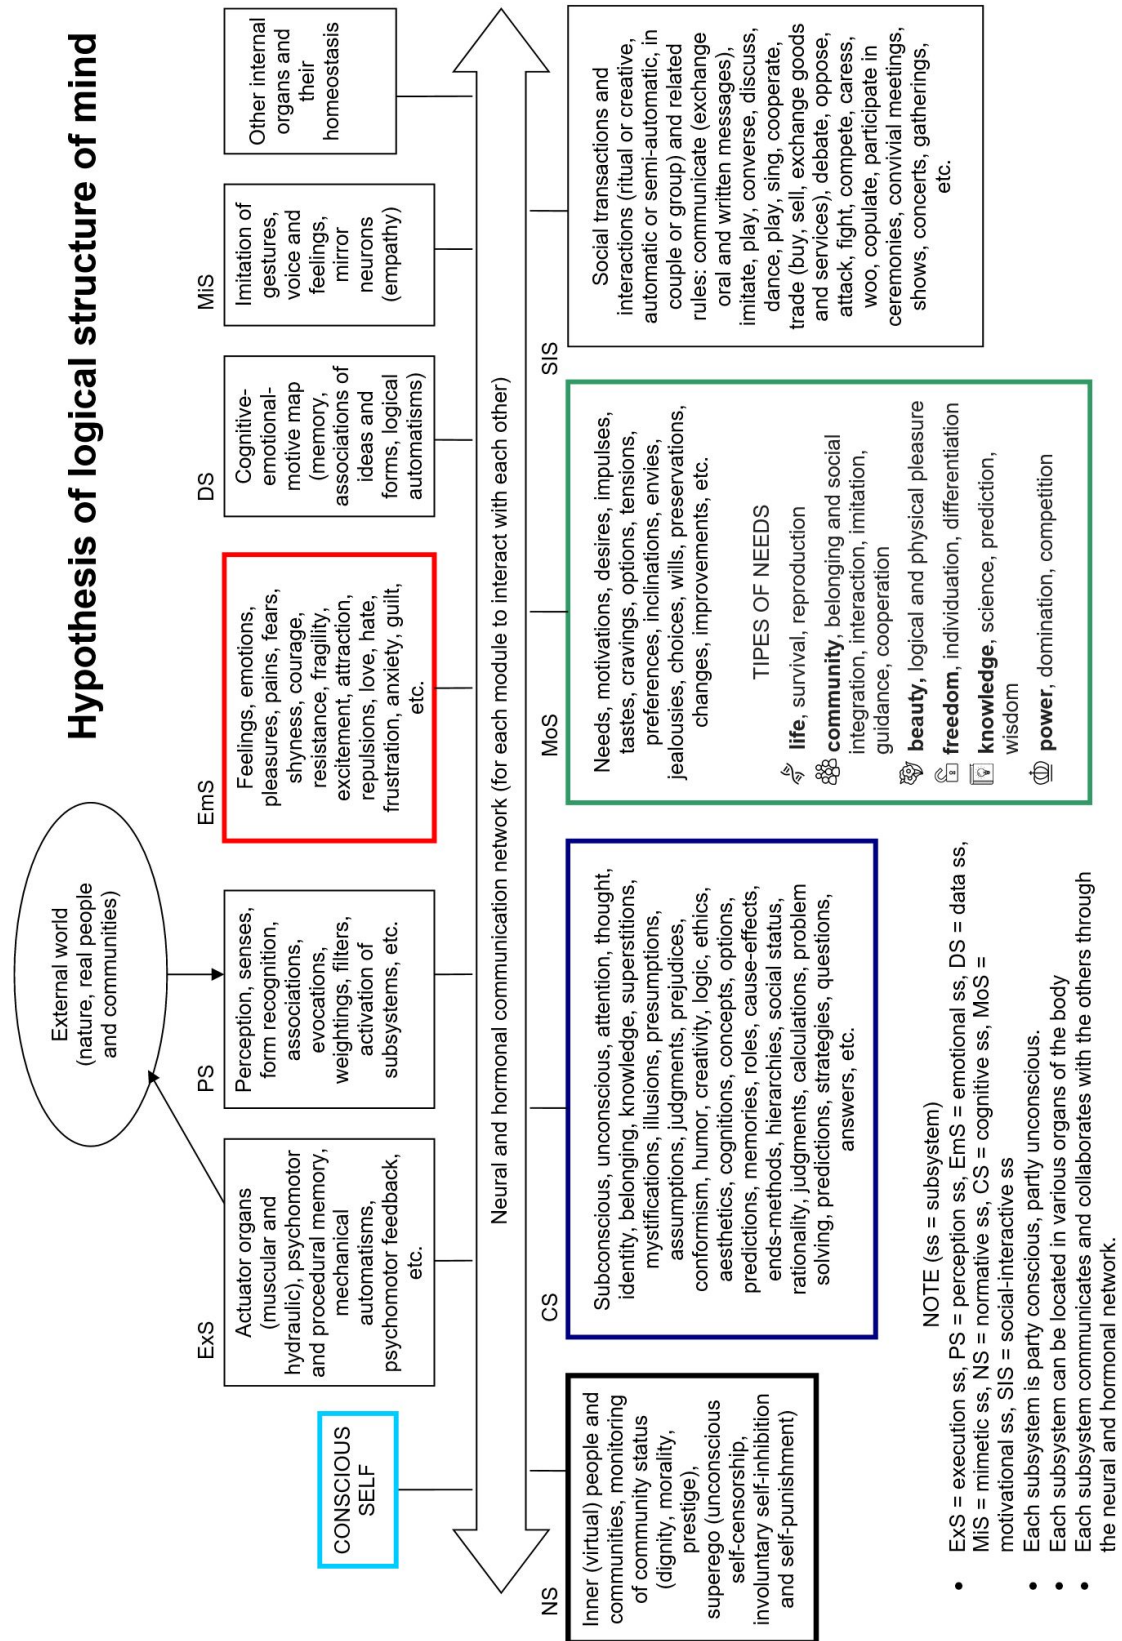 Hypothesis of logical structure of mind
External world
(nature, real people
and communities)
CONSCIOUS
SELF
ExS
Actuator organs
(muscular and
hydraulic), psychomotor
and procedural memory,
mechanical
automatisms,
psychomotor feedback,
etc.
PS
Perception, senses,
form recognition,
associations,
evocations,
weightings, filters,
activation of
subsystems, etc.
EmS
Feelings, emotions,
pleasures, pains, fears,
shyness, courage,
resistance, fragility,
excitement, attraction,
repulsions, love, hate,
frustration, anxiety, guilt,
etc.
DS
Cognitive-
emotional-
motive map
(memory,
associations of
ideas and
forms, logical
automatisms)
MiS
Imitation of
gestures,
voice and
feelings,
mirror
neurons
(empathy)
Other internal
organs and
their
homeostasis
Neural and hormonal communication network (for each module to interact with each other)
NS
Inner (virtual) people and
communities, monitoring
of community status
(dignity, morality,
prestige),
superego (unconscious
self-censorship,
involuntary self-inhibition
and self-punishment)
CS
Subconscious, unconscious, attention, thought,
identity, belonging, knowledge, superstitions,
mystifications, illusions, presumptions,
assumptions, judgments, prejudices,
conformism, humor, creativity, logic, ethics,
aesthetics, cognitions, concepts, options,
predictions, memories, roles, cause-effects,
ends-methods, hierarchies, social status,
rationality, judgments, calculations, problem
solving, predictions, strategies, questions,
answers, etc.
MoS
Needs, motivations, desires, impulses,
tastes, cravings, options, tensions,
preferences, inclinations, envies,
jealousies, choices, wills, preservations,
changes, improvements, etc.
TIPES OF NEEDS
life, survival, reproduction
community, belonging and social
integration, interaction, imitation,
guidance, cooperation
beauty, logical and physical pleasure
freedom, individuation, differentiation
knowledge, science, prediction,
wisdom
power, domination, competition
SIS
Social transactions and
interactions (ritual or creative,
automatic or semi-automatic, in
couple or group) and related
rules: communicate (exchange
oral and written messages),
imitate, play, converse, discuss,
dance, play, sing, cooperate,
trade (buy, sell, exchange goods
and services), debate, oppose,
attack, fight, compete, caress,
woo, copulate, participate in
ceremonies, convivial meetings,
shows, concerts, gatherings,
etc.
NOTE (ss = subsystem)
• ExS = execution ss, PS = perception ss, EmS = emotional ss, DS = data ss,
MiS = mimetic ss, NS = normative ss, CS = cognitive ss, MoS =
motivational ss, SIS = social-interactive ss
• Each subsystem is party conscious, partly unconscious.
• Each subsystem can be located in various organs of the body
• Each subsystem communicates and collaborates with the others through
the neural and hormonal network.